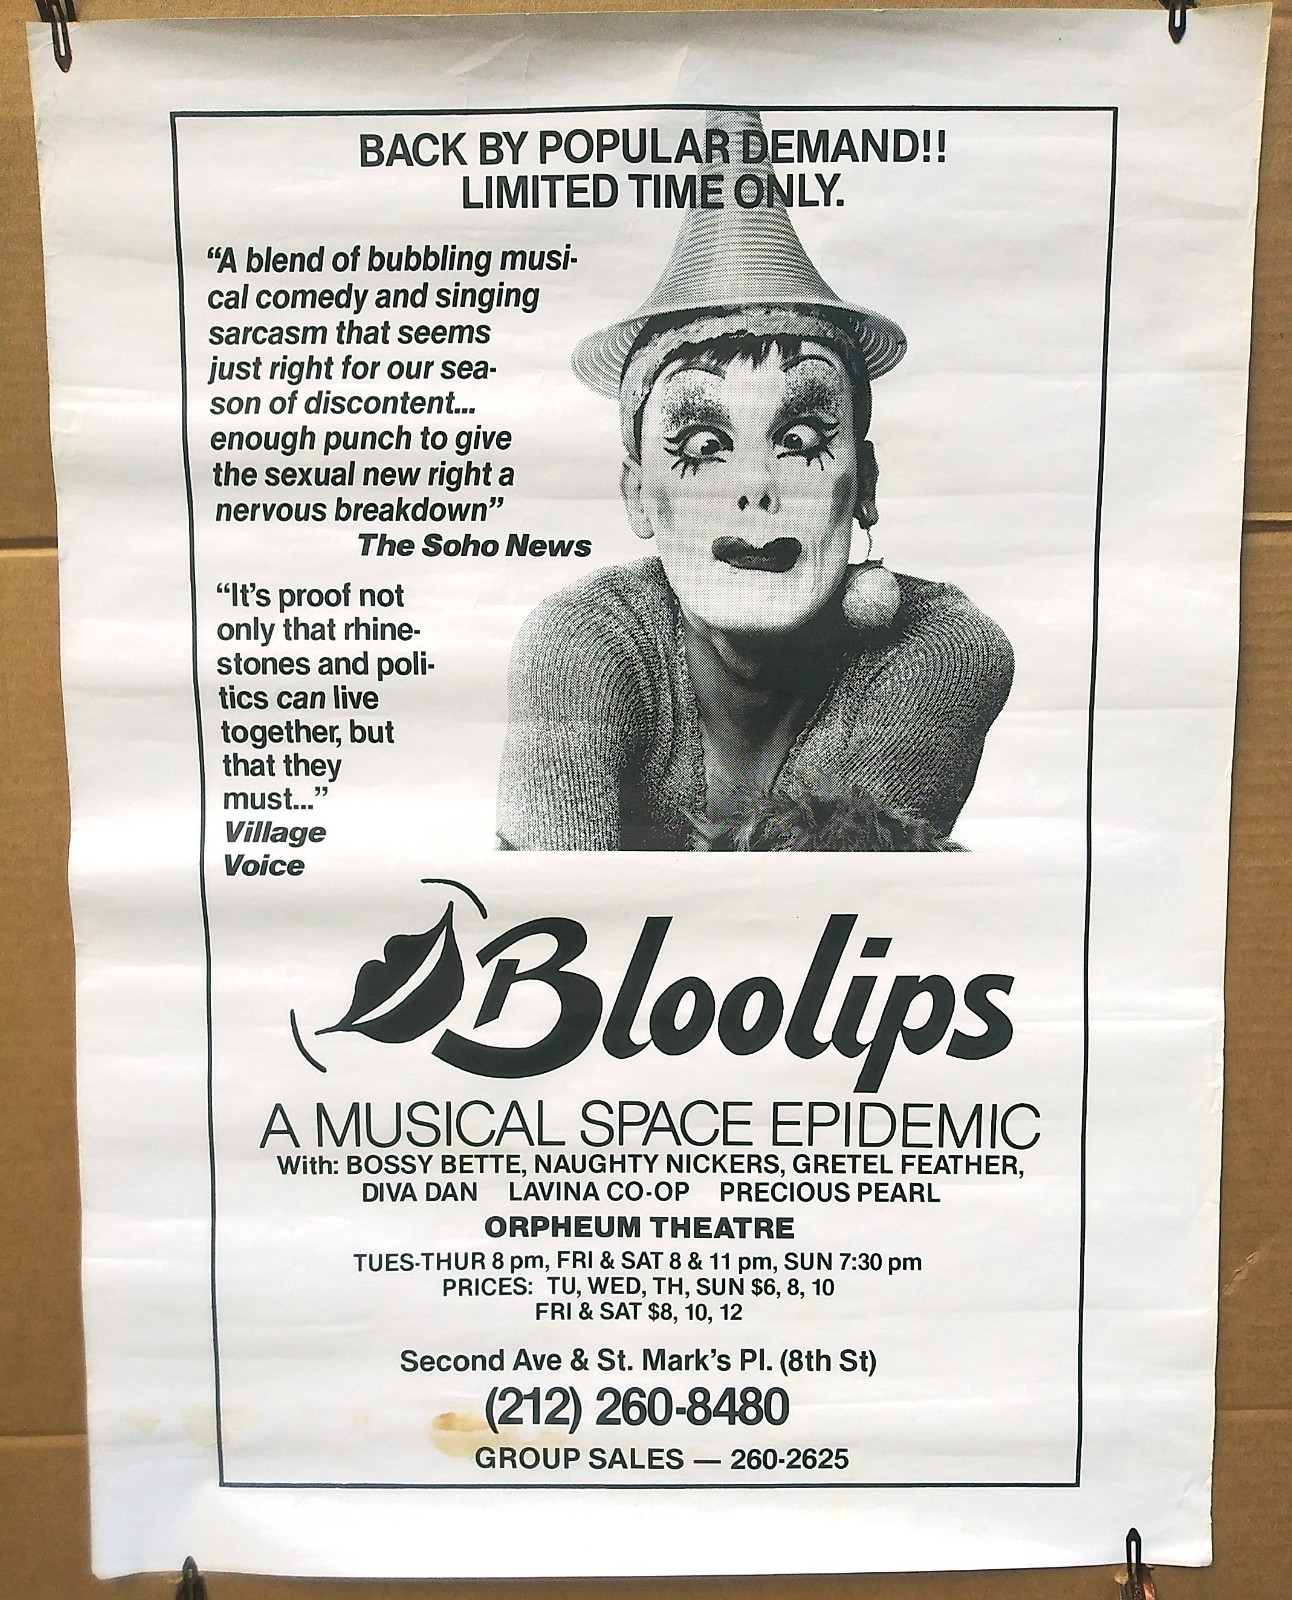 BACK BY POPULAR DEMAND!!
LIMITED TIME ONLY.
“A blend of bubbling musi-
cal comedy and singing
sarcasm that seems
just right for our sea-
son of discontent...
enough punch to give
the sexual new right a
nervous breakdown”
The Soho News
“It’s proof not
only that rhine-
stones and poli-
tics can live
together, but
that they
must...”
Village
Voice
Bloolips
A MUSICAL SPACE EPIDEMIC
With: BOSSY BETTE, NAUGHTY NICKERS, GRETEL FEATHER,
DIVA DAN LAVINA CO-OP PRECIOUS PEARL
ORPHEUM THEATRE
TUES-THUR 8 pm, FRI & SAT 8 & 11 pm, SUN 7:30 pm
PRICES: TU, WED, TH, SUN $6, 8, 10
FRI & SAT $8, 10, 12
Second Ave & St. Mark’s Pl. (8th St)
(212) 260-8480
GROUP SALES — 260-2625